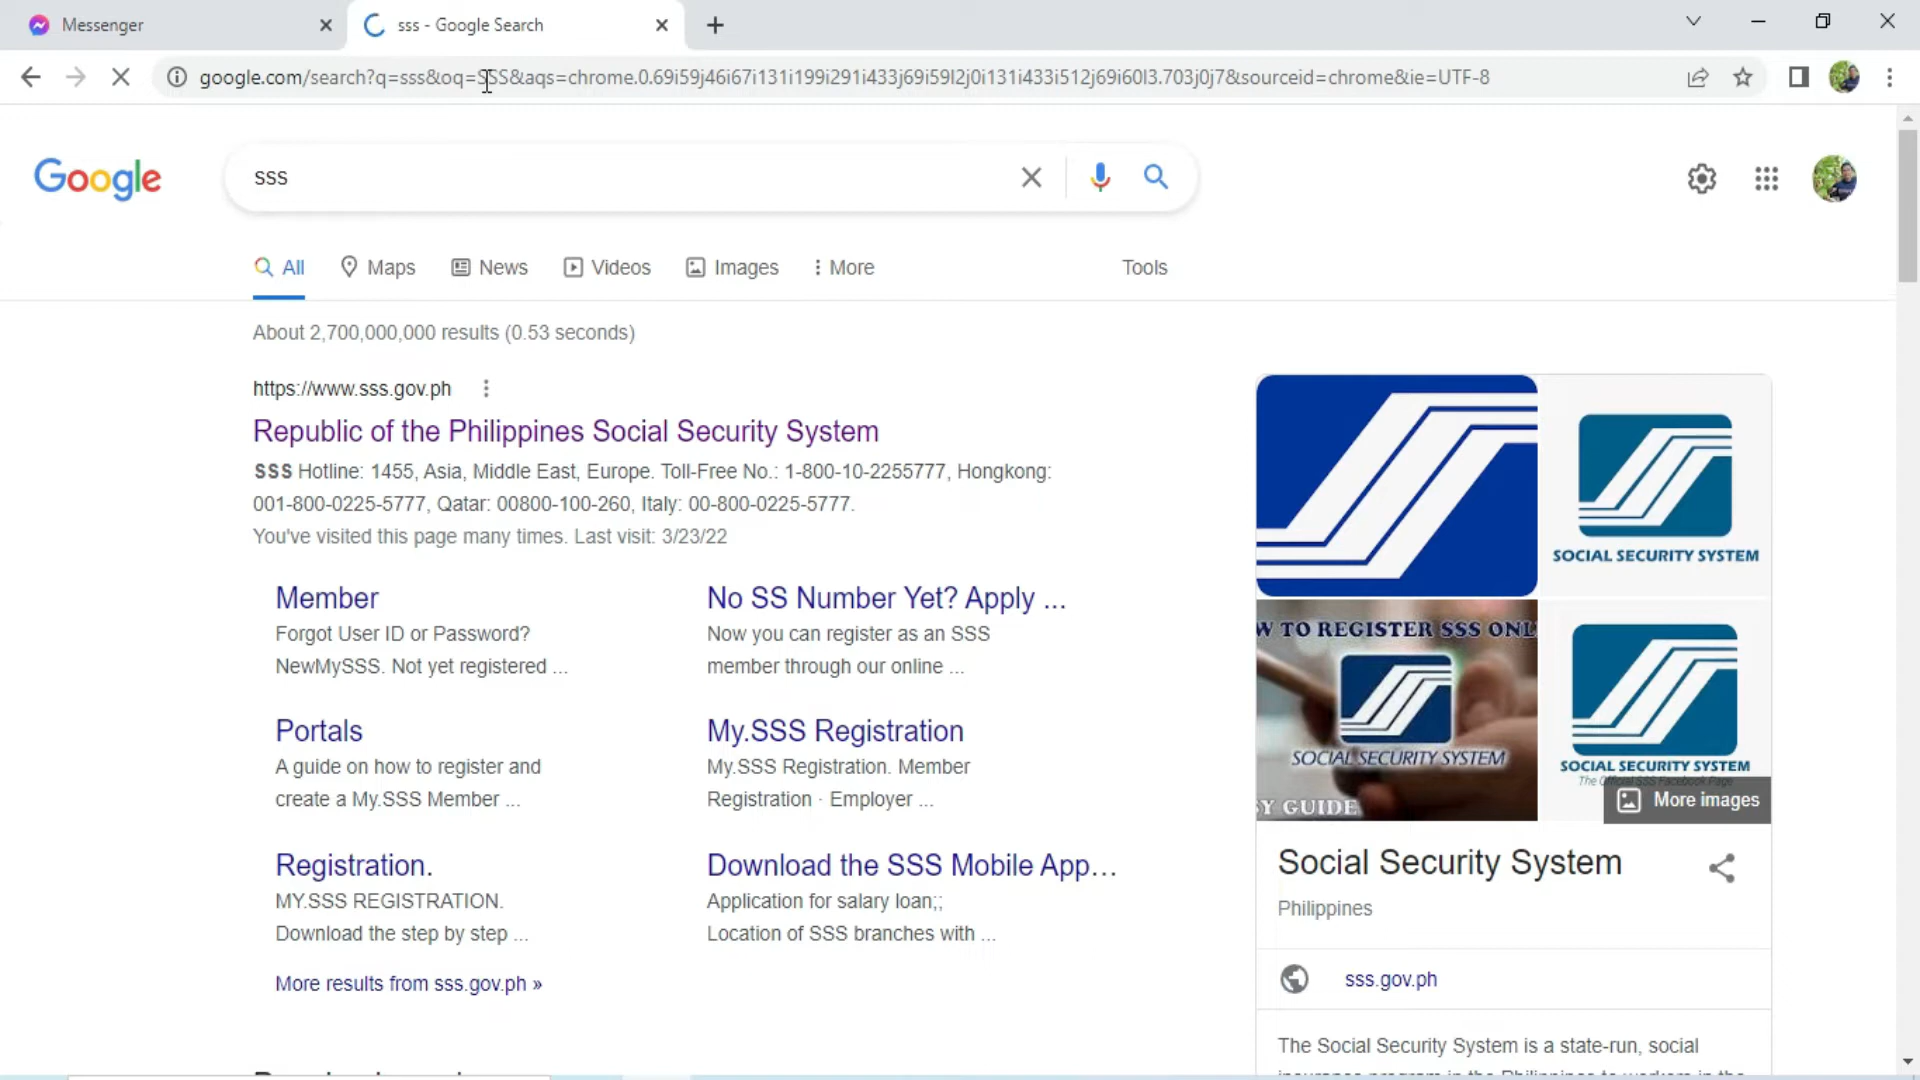 Messenger
sss - Google Search
google.com/search?q=sss&oq=SSS&aqs=chrome.0.69i59j46i67i131i199i291i433j69i59l2j0i131i433i512j69i60l3.703j0j7&sourceid=chrome&ie=UTF-8
Google
sss
All
Maps
News
Videos
Images
More
Tools
About 2,700,000,000 results (0.53 seconds)
https://www.sss.gov.ph
Republic of the Philippines Social Security System
SSS Hotline: 1455, Asia, Middle East, Europe. Toll-Free No.: 1-800-10-2255777, Hongkong:
001-800-0225-5777, Qatar: 00800-100-260, Italy: 00-800-0225-5777.
You've visited this page many times. Last visit: 3/23/22
Member
Forgot User ID or Password?
NewMySSS. Not yet registered ...
No SS Number Yet? Apply ...
Now you can register as an SSS
member through our online ...
Portals
A guide on how to register and
create a My.SSS Member ...
My.SSS Registration
My.SSS Registration. Member
Registration · Employer ...
Registration.
MY.SSS REGISTRATION.
Download the step by step ...
Download the SSS Mobile App...
Application for salary loan;;
Location of SSS branches with ...
More results from sss.gov.ph »
SOCIAL SECURITY SYSTEM
W TO REGISTER SSS ONL
SOCIAL SECURITY SYSTEM
SY GUIDE
SOCIAL SECURITY SYSTEM
The Official SSS Facebook Page
More images
Social Security System
Philippines
sss.gov.ph
The Social Security System is a state-run, social